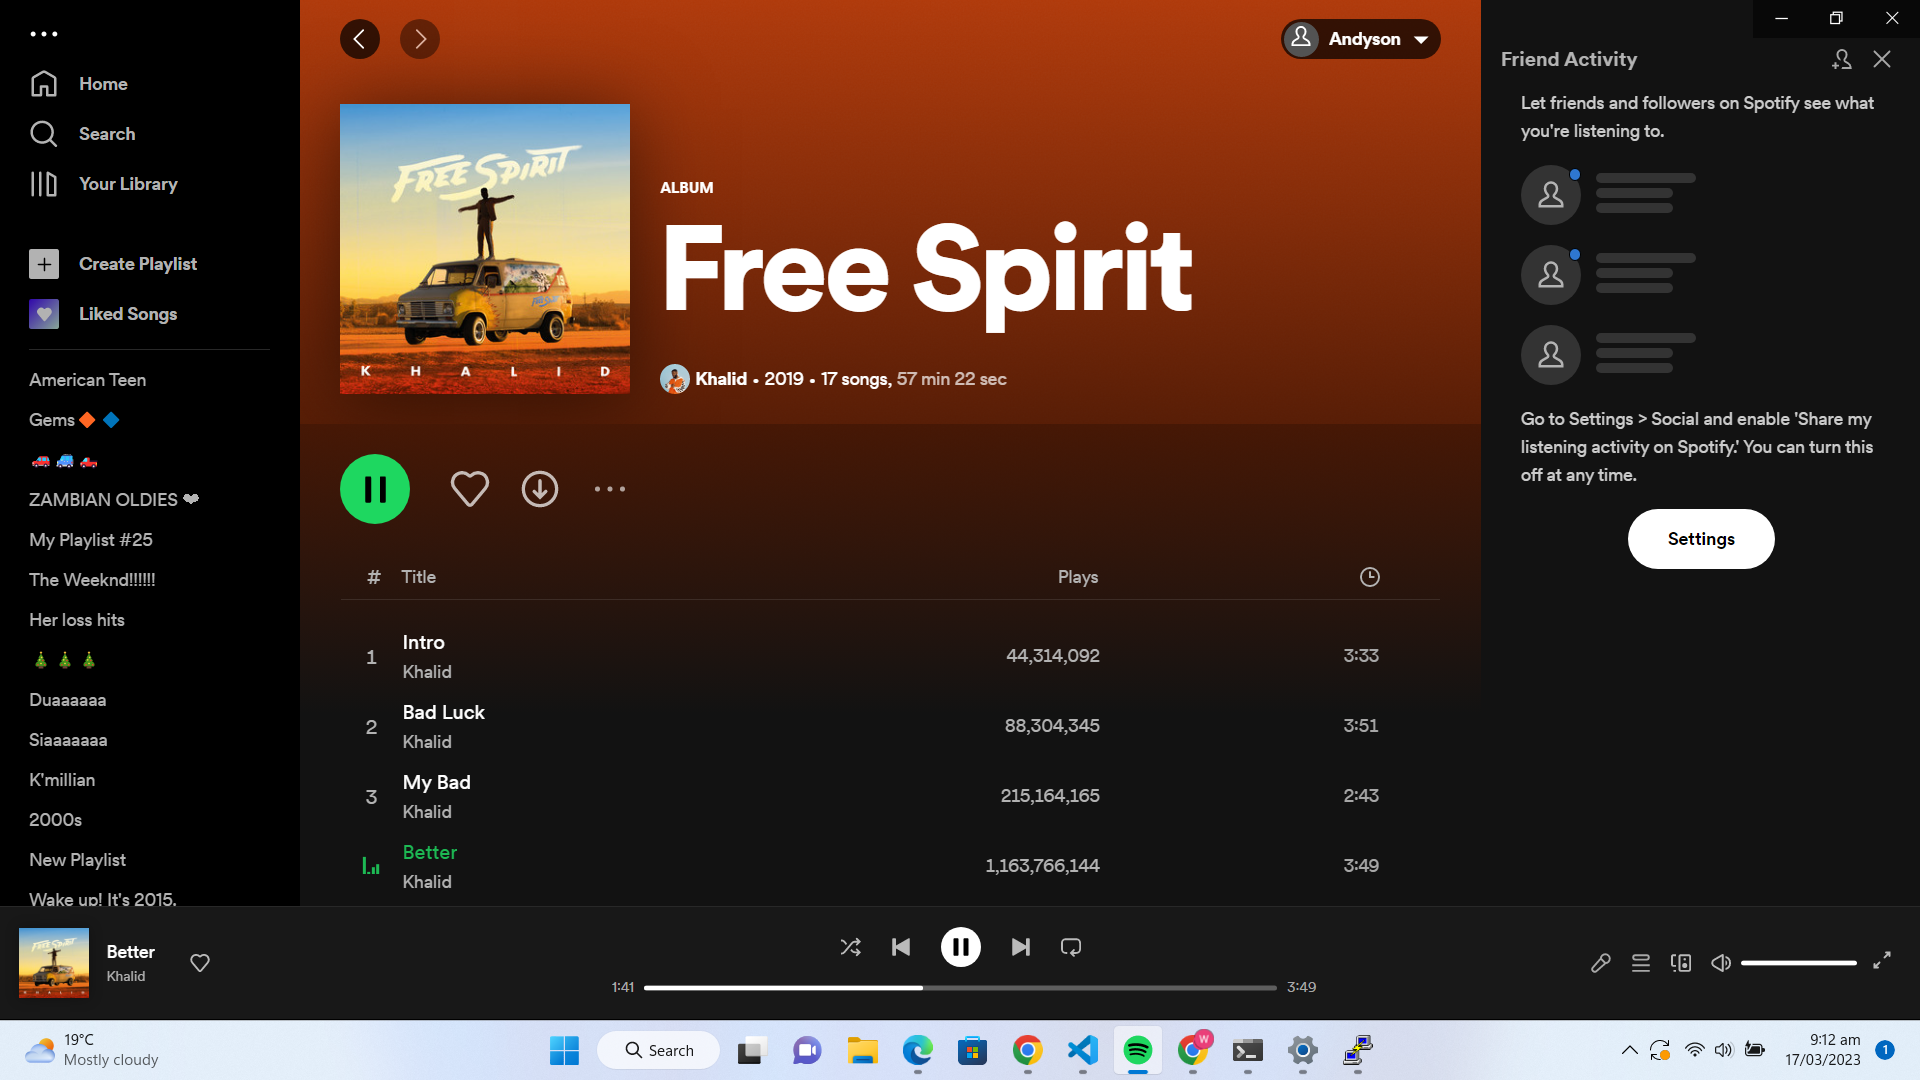 Home
Search
Your Library
Create Playlist
Liked Songs
American Teen
Gems
ZAMBIAN OLDIES ❤
My Playlist #25
The Weeknd!!!!!!
Her loss hits
🎄 🎄 🎄
Duaaaaaa
Siaaaaaaa
K'millian
2000s
New Playlist
Wake up! It's 2015.
Andyson
FREE SPIRIT
KHALID
ALBUM
Free Spirit
Khalid • 2019 • 17 songs, 57 min 22 sec
# Title Plays
1 Intro 44,314,092 3:33
Khalid
2 Bad Luck 88,304,345 3:51
Khalid
3 My Bad 215,164,165 2:43
Khalid
Better 1,163,766,144 3:49
Khalid
Friend Activity
Let friends and followers on Spotify see what
you're listening to.
Go to Settings > Social and enable 'Share my
listening activity on Spotify.' You can turn this
off at any time.
Settings
Better
Khalid
1:41 3:49
19°C
Mostly cloudy
Search
W
9:12 am
17/03/2023
1